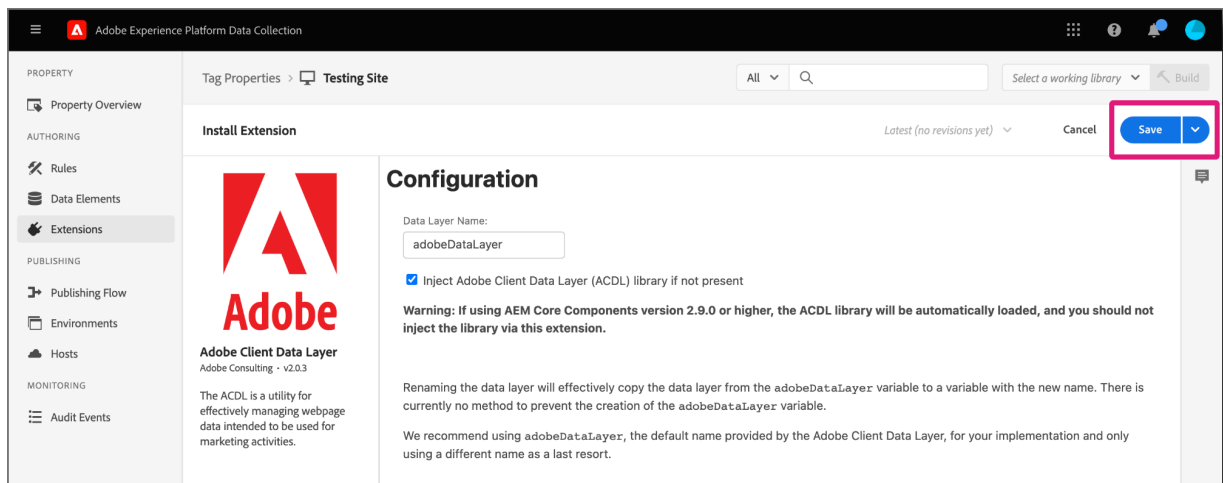 Adobe Experience Platform Data Collection
PROPERTY
Property Overview
AUTHORING
Rules
Data Elements
Extensions
PUBLISHING
Publishing Flow
Environments
Hosts
MONITORING
Audit Events
Tag Properties > Testing Site
All
Select a working library
Build
Install Extension
Latest (no revisions yet)
Cancel
Save
Adobe
Adobe Client Data Layer
Adobe Consulting · v2.0.3
The ACDL is a utility for
effectively managing webpage
data intended to be used for
marketing activities.
Configuration
Data Layer Name:
adobeDataLayer
Inject Adobe Client Data Layer (ACDL) library if not present
Warning: If using AEM Core Components version 2.9.0 or higher, the ACDL library will be automatically loaded, and you should not
inject the library via this extension.
Renaming the data layer will effectively copy the data layer from the adobeDataLayer variable to a variable with the new name. There is
currently no method to prevent the creation of the adobeDataLayer variable.
We recommend using adobeDataLayer, the default name provided by the Adobe Client Data Layer, for your implementation and only
using a different name as a last resort.